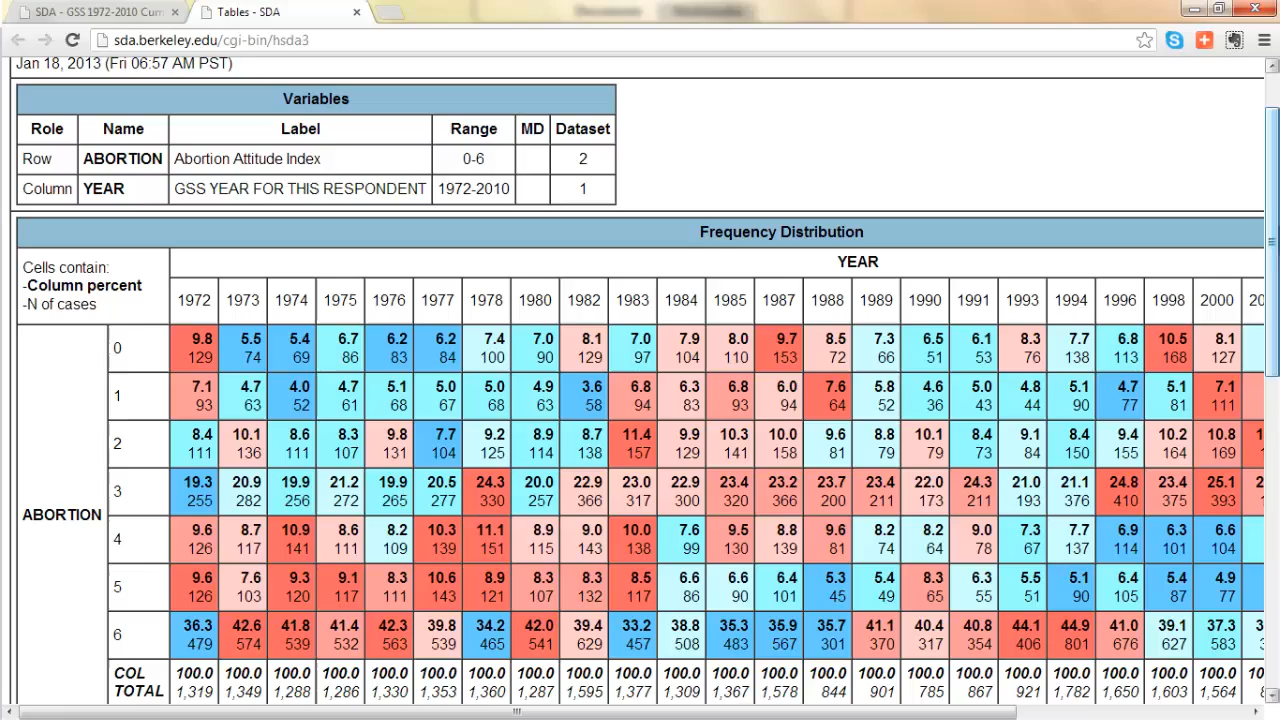 SDA - GSS 1972-2010 Cum
Tables - SDA
sda.berkeley.edu/cgi-bin/hsda3
Jan 18, 2013 (Fri 06:57 AM PST)
Variables
Role Name Label Range MD Dataset
Row ABORTION Abortion Attitude Index 0-6 2
Column YEAR GSS YEAR FOR THIS RESPONDENT 1972-2010 1
Frequency Distribution
Cells contain:
-Column percent
-N of cases
YEAR
1972 1973 1974 1975 1976 1977 1978 1980 1982 1983 1984 1985 1987 1988 1989 1990 1991 1993 1994 1996 1998 2000 20
ABORTION
0 9.8 5.5 5.4 6.7 6.2 6.2 7.4 7.0 8.1 7.0 7.9 8.0 9.7 8.5 7.3 6.5 6.1 8.3 7.7 6.8 10.5 8.1
129 74 69 86 83 84 100 90 129 97 104 110 153 72 66 51 53 76 138 113 168 127
1 7.1 4.7 4.0 4.7 5.1 5.0 5.0 4.9 3.6 6.8 6.3 6.8 6.0 7.6 5.8 4.6 5.0 4.8 5.1 4.7 5.1 7.1
93 63 52 61 68 67 68 63 58 94 83 93 94 64 52 36 43 44 90 77 81 111
2 8.4 10.1 8.6 8.3 9.8 7.7 9.2 8.9 8.7 11.4 9.9 10.3 10.0 9.6 8.8 10.1 8.4 9.1 8.4 9.4 10.2 10.8 1
111 136 111 107 131 104 125 114 138 157 129 141 158 81 79 79 73 84 150 155 164 169
3 19.3 20.9 19.9 21.2 19.9 20.5 24.3 20.0 22.9 23.0 22.9 23.4 23.2 23.7 23.4 22.0 24.3 21.0 21.1 24.8 23.4 25.1 2
255 282 256 272 265 277 330 257 366 317 300 320 366 200 211 173 211 193 376 410 375 393
4 9.6 8.7 10.9 8.6 8.2 10.3 11.1 8.9 9.0 10.0 7.6 9.5 8.8 9.6 8.2 8.2 9.0 7.3 7.7 6.9 6.3 6.6
126 117 141 111 109 139 151 115 143 138 99 130 139 81 74 64 78 67 137 114 101 104
5 9.6 7.6 9.3 9.1 8.3 10.6 8.9 8.3 8.3 8.5 6.6 6.6 6.4 5.3 5.4 8.3 6.3 5.5 5.1 6.4 5.4 4.9
126 103 120 117 111 143 121 107 132 117 86 90 101 45 49 65 55 51 90 105 87 77
6 36.3 42.6 41.8 41.4 42.3 39.8 34.2 42.0 39.4 33.2 38.8 35.3 35.9 35.7 41.1 40.4 40.8 44.1 44.9 41.0 39.1 37.3 3
479 574 539 532 563 539 465 541 629 457 508 483 567 301 370 317 354 406 801 676 627 583
COL 100.0 100.0 100.0 100.0 100.0 100.0 100.0 100.0 100.0 100.0 100.0 100.0 100.0 100.0 100.0 100.0 100.0 100.0 100.0 100.0 100.0 100.0
TOTAL 1,319 1,349 1,288 1,286 1,330 1,353 1,360 1,287 1,595 1,377 1,309 1,367 1,578 844 901 785 867 921 1,782 1,650 1,603 1,564